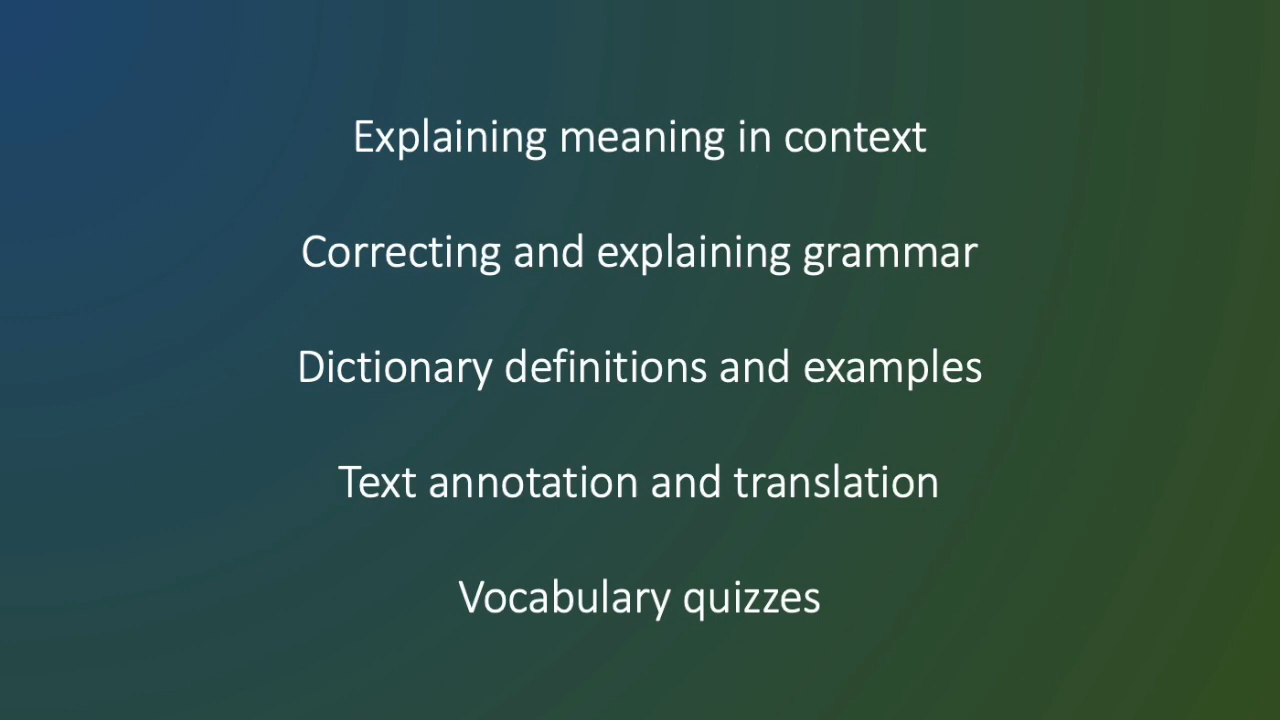 Explaining meaning in context
Correcting and explaining grammar
Dictionary definitions and examples
Text annotation and translation
Vocabulary quizzes